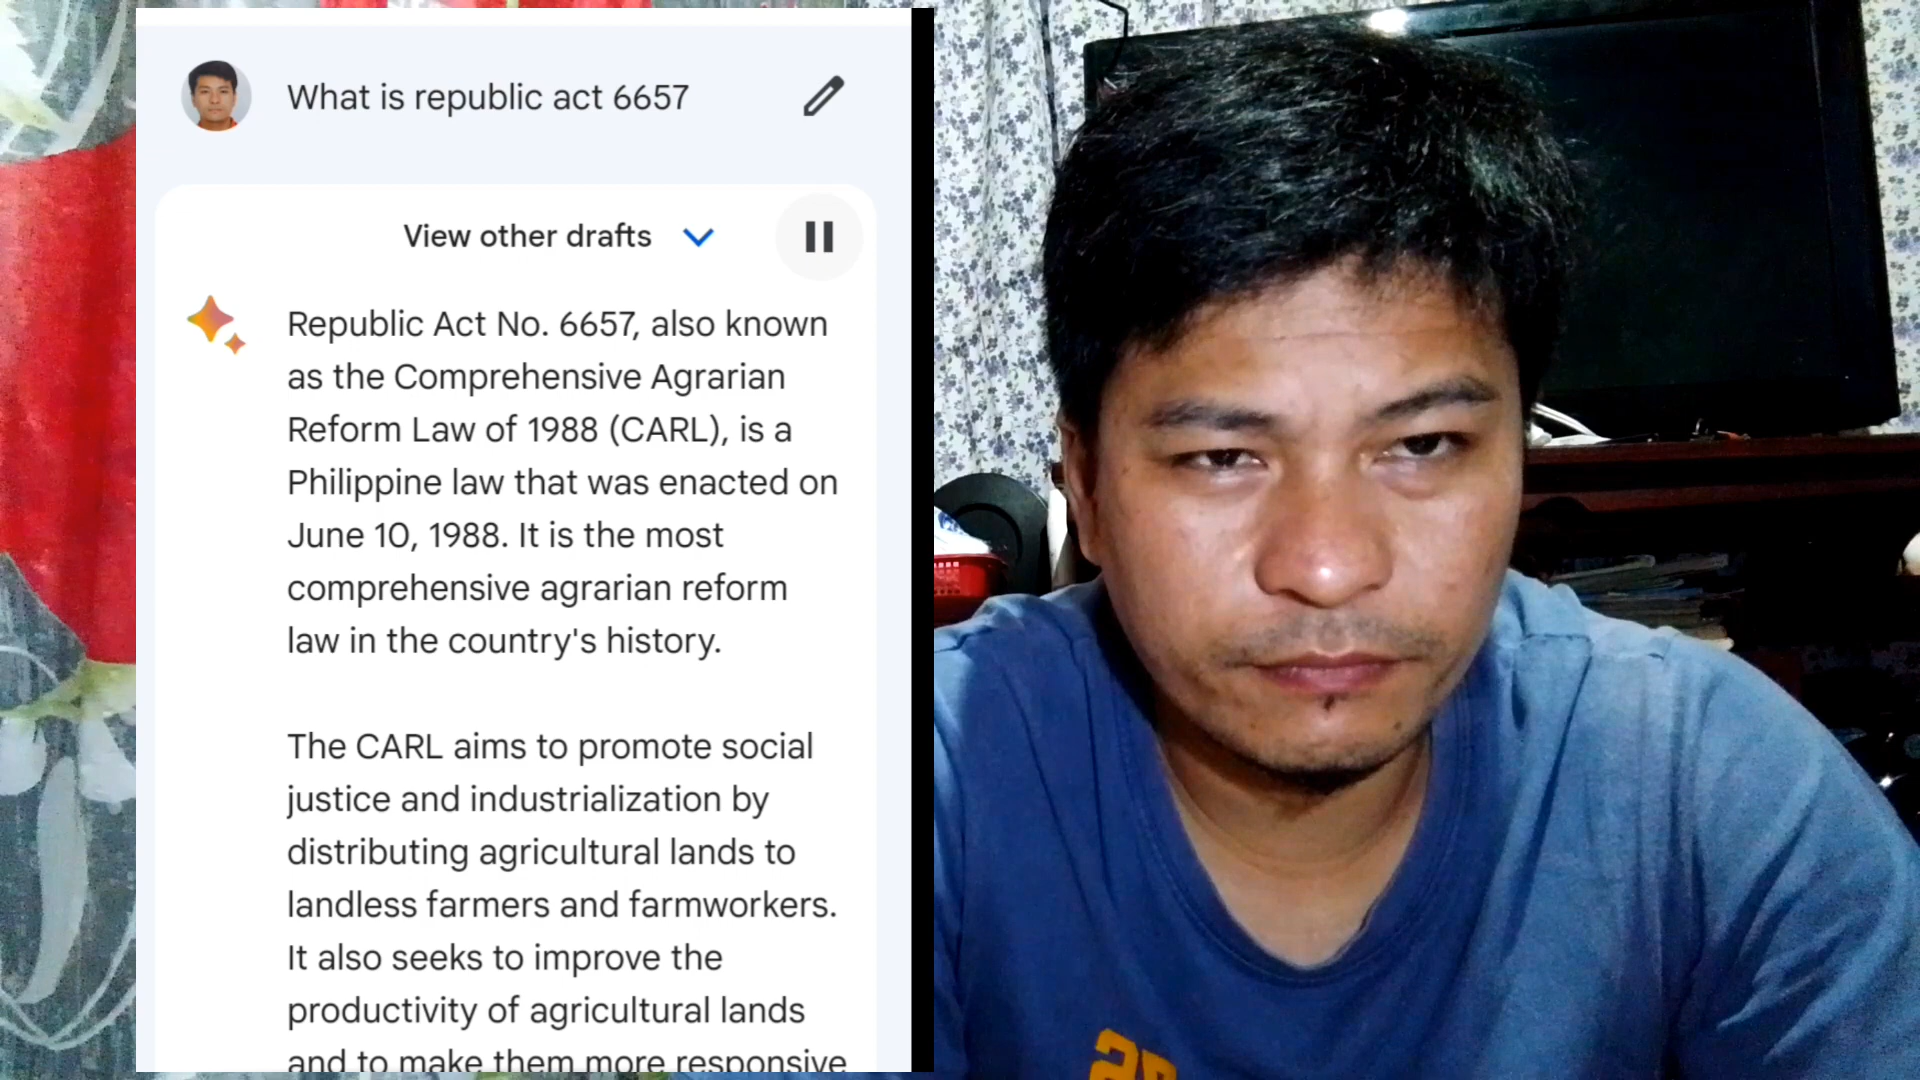 What is republic act 6657
View other drafts
Republic Act No. 6657, also known
as the Comprehensive Agrarian
Reform Law of 1988 (CARL), is a
Philippine law that was enacted on
June 10, 1988. It is the most
comprehensive agrarian reform
law in the country's history.
The CARL aims to promote social
justice and industrialization by
distributing agricultural lands to
landless farmers and farmworkers.
It also seeks to improve the
productivity of agricultural lands
and to make them more responsive